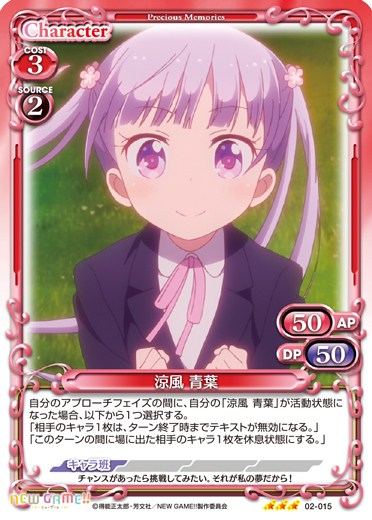 Precious Memories
Character
COST
3
SOURCE
2
50 AP
DP 50
涼風 青葉
自分のアプローチフェイズの間に、自分の「涼風 青葉」が活動状態に
なった場合、以下から1つ選択する。
「相手のキャラ1枚は、ターン終了時までテキストが無効になる。」
「このターンの間に場に出た相手のキャラ1枚を休息状態にする。」
キャラ班
チャンスがあったら挑戦してみたい。それが私の夢だから!
NEW GAME!!
©得能正太郎・芳文社/NEW GAME!!製作委員会
02-015